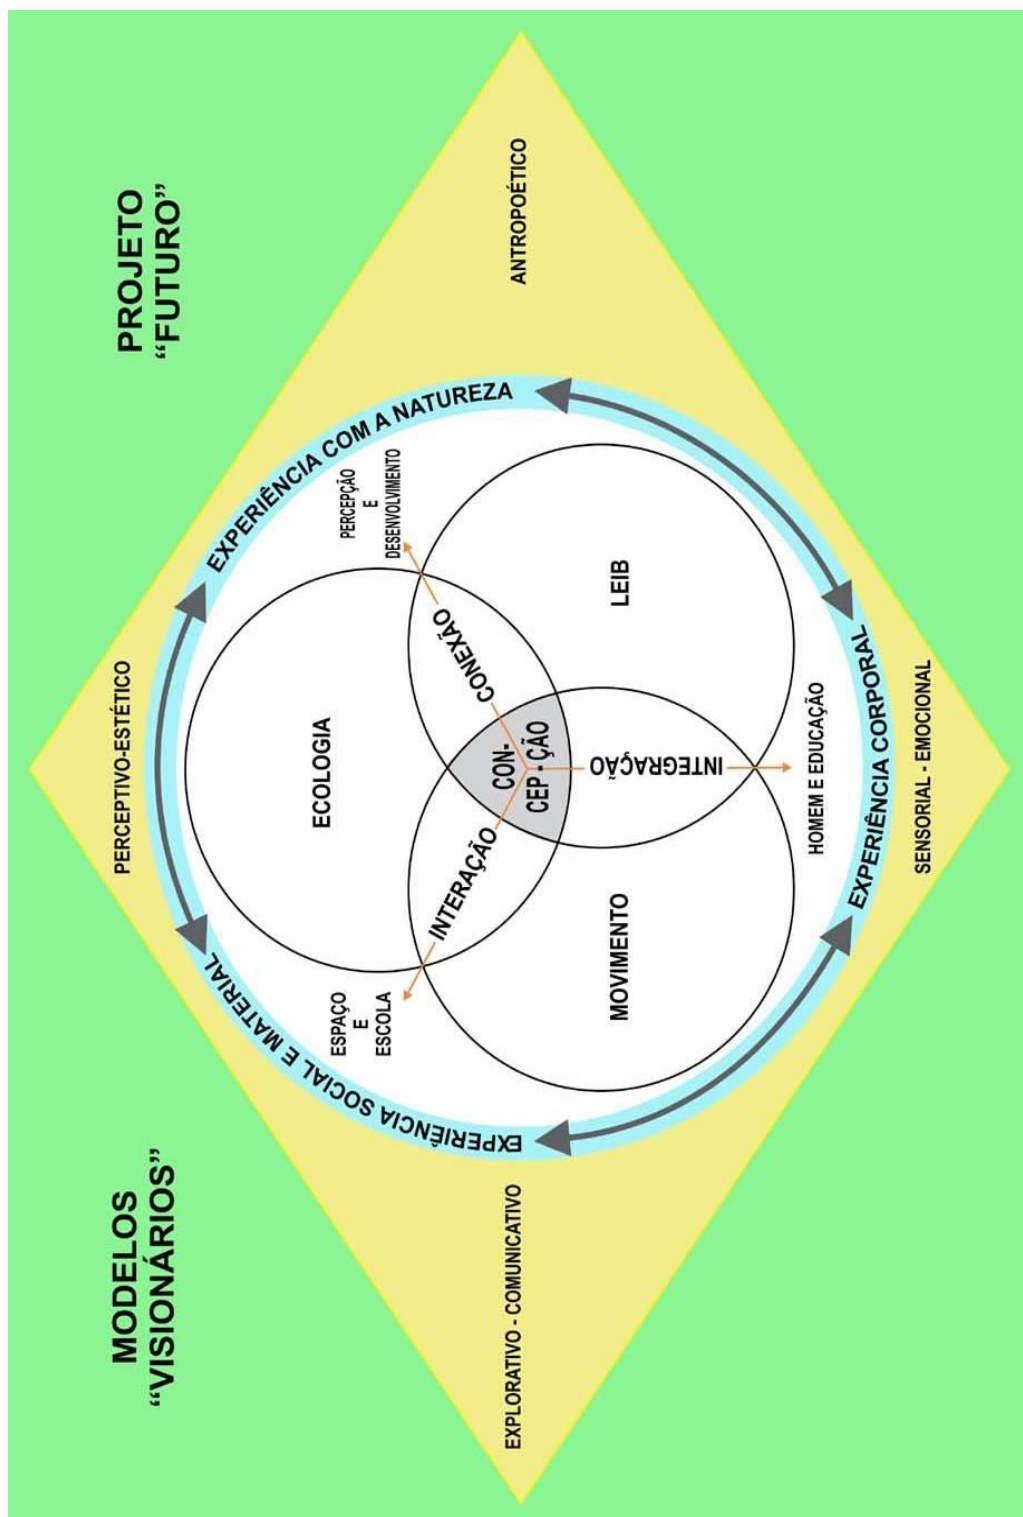 MODELOS
“VISIONÁRIOS”
PROJETO
“FUTURO”
PERCEPTIVO-ESTÉTICO
EXPERIÊNCIA SOCIAL E MATERIAL
EXPERIÊNCIA COM A NATUREZA
ECOLOGIA
ESPAÇO
E
ESCOLA
PERCEPÇÃO
E
DESENVOLVIMENTO
INTERAÇÃO
CONEXÃO
CON-
CEP - ÇÃO
EXPLORATIVO - COMUNICATIVO
ANTROPOÉTICO
MOVIMENTO
INTEGRAÇÃO
LEIB
HOMEM E EDUCAÇÃO
EXPERIÊNCIA CORPORAL
SENSORIAL - EMOCIONAL